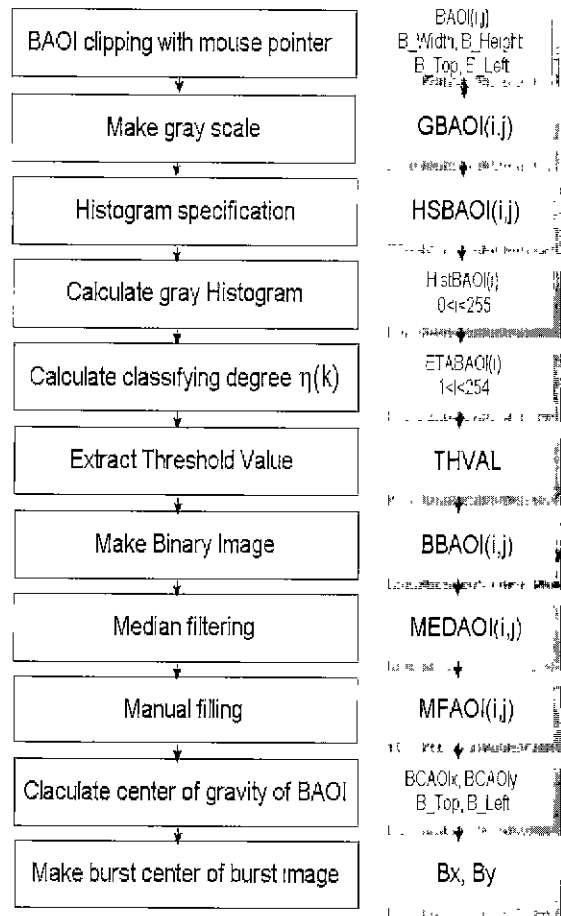 BAOI clipping with mouse pointer
BAOI(i,j)
B_Width, B_Height
B_Top, B_Left
Make gray scale
GBAOI(i,j)
Histogram specification
HSBAOI(i,j)
Calculate gray Histogram
HistBAOI(i)
0<i<255
Calculate classifying degree η(k)
ETABAOI(i)
1<i<254
Extract Threshold Value
THVAL
Make Binary Image
BBAOI(i,j)
Median filtering
MEDAOI(i,j)
Manual filling
MFAOI(i,j)
Claculate center of gravity of BAOI
BCAOIx, BCAOIy
B_Top, B_Left
Make burst center of burst image
Bx, By